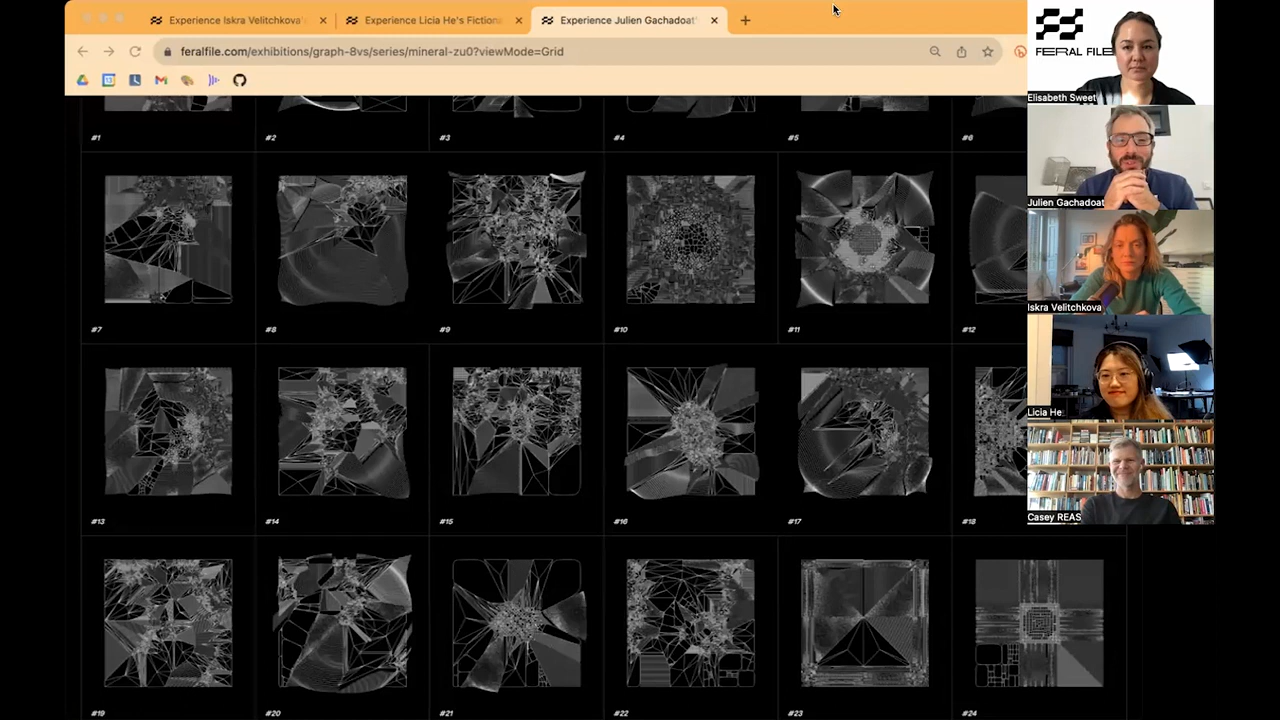 Experience Iskra Velitchkova'
Experience Licia He's Fictiona
Experience Julien Gachadoat'
feralfile.com/exhibitions/graph-8vs/series/mineral-zu0?viewMode=Grid
#1
#2
#3
#4
#5
#6
#7
#8
#9
#10
#11
#12
#13
#14
#15
#16
#17
#18
#19
#20
#21
#22
#23
#24
FERAL FILE
Elisabeth Sweet
Julien Gachadoat
Iskra Velitchkova
Licia He
Casey REAS